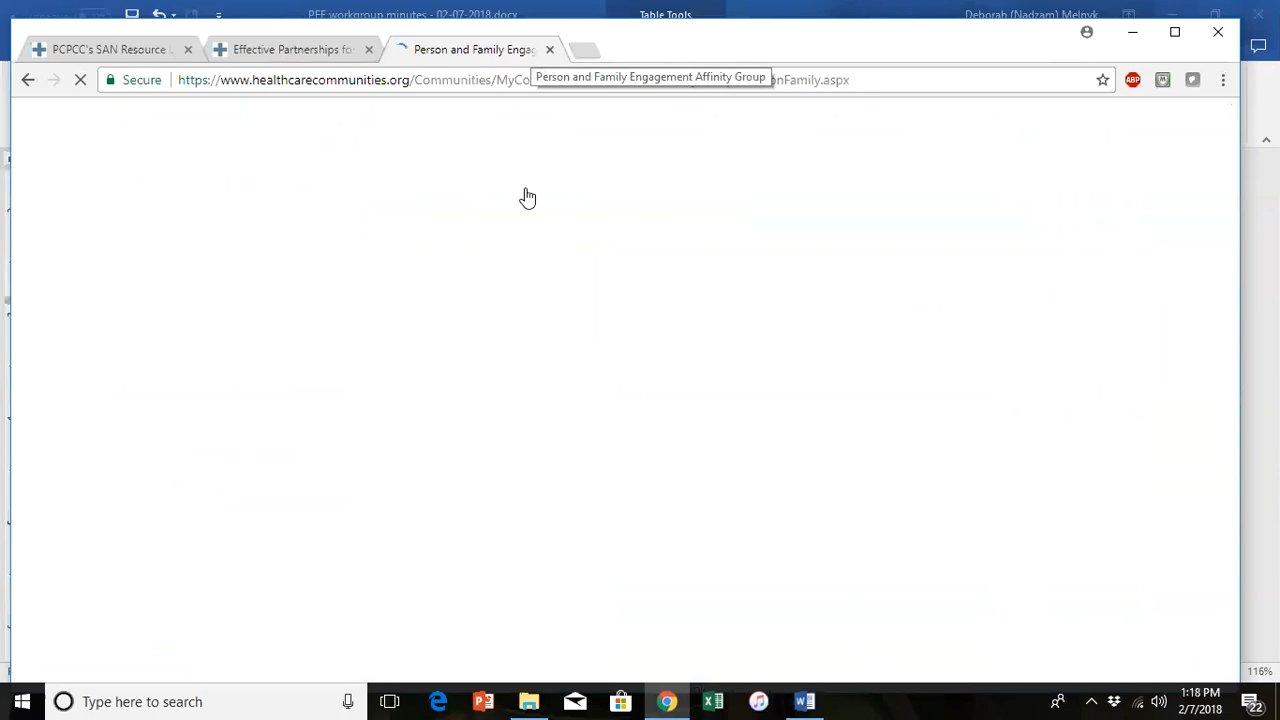 PFE workgroup minutes - 02-07-2018.docx
Table Tools
Deborah (Nadzam) Melnyk
PCPCC's SAN Resource
Effective Partnerships fo
Person and Family Engag
Person and Family Engagement Affinity Group
Secure
https://www.healthcarecommunities.org/Communities/MyCo
onFamily.aspx
ABP
116%
Type here to search
1:18 PM
2/7/2018
22